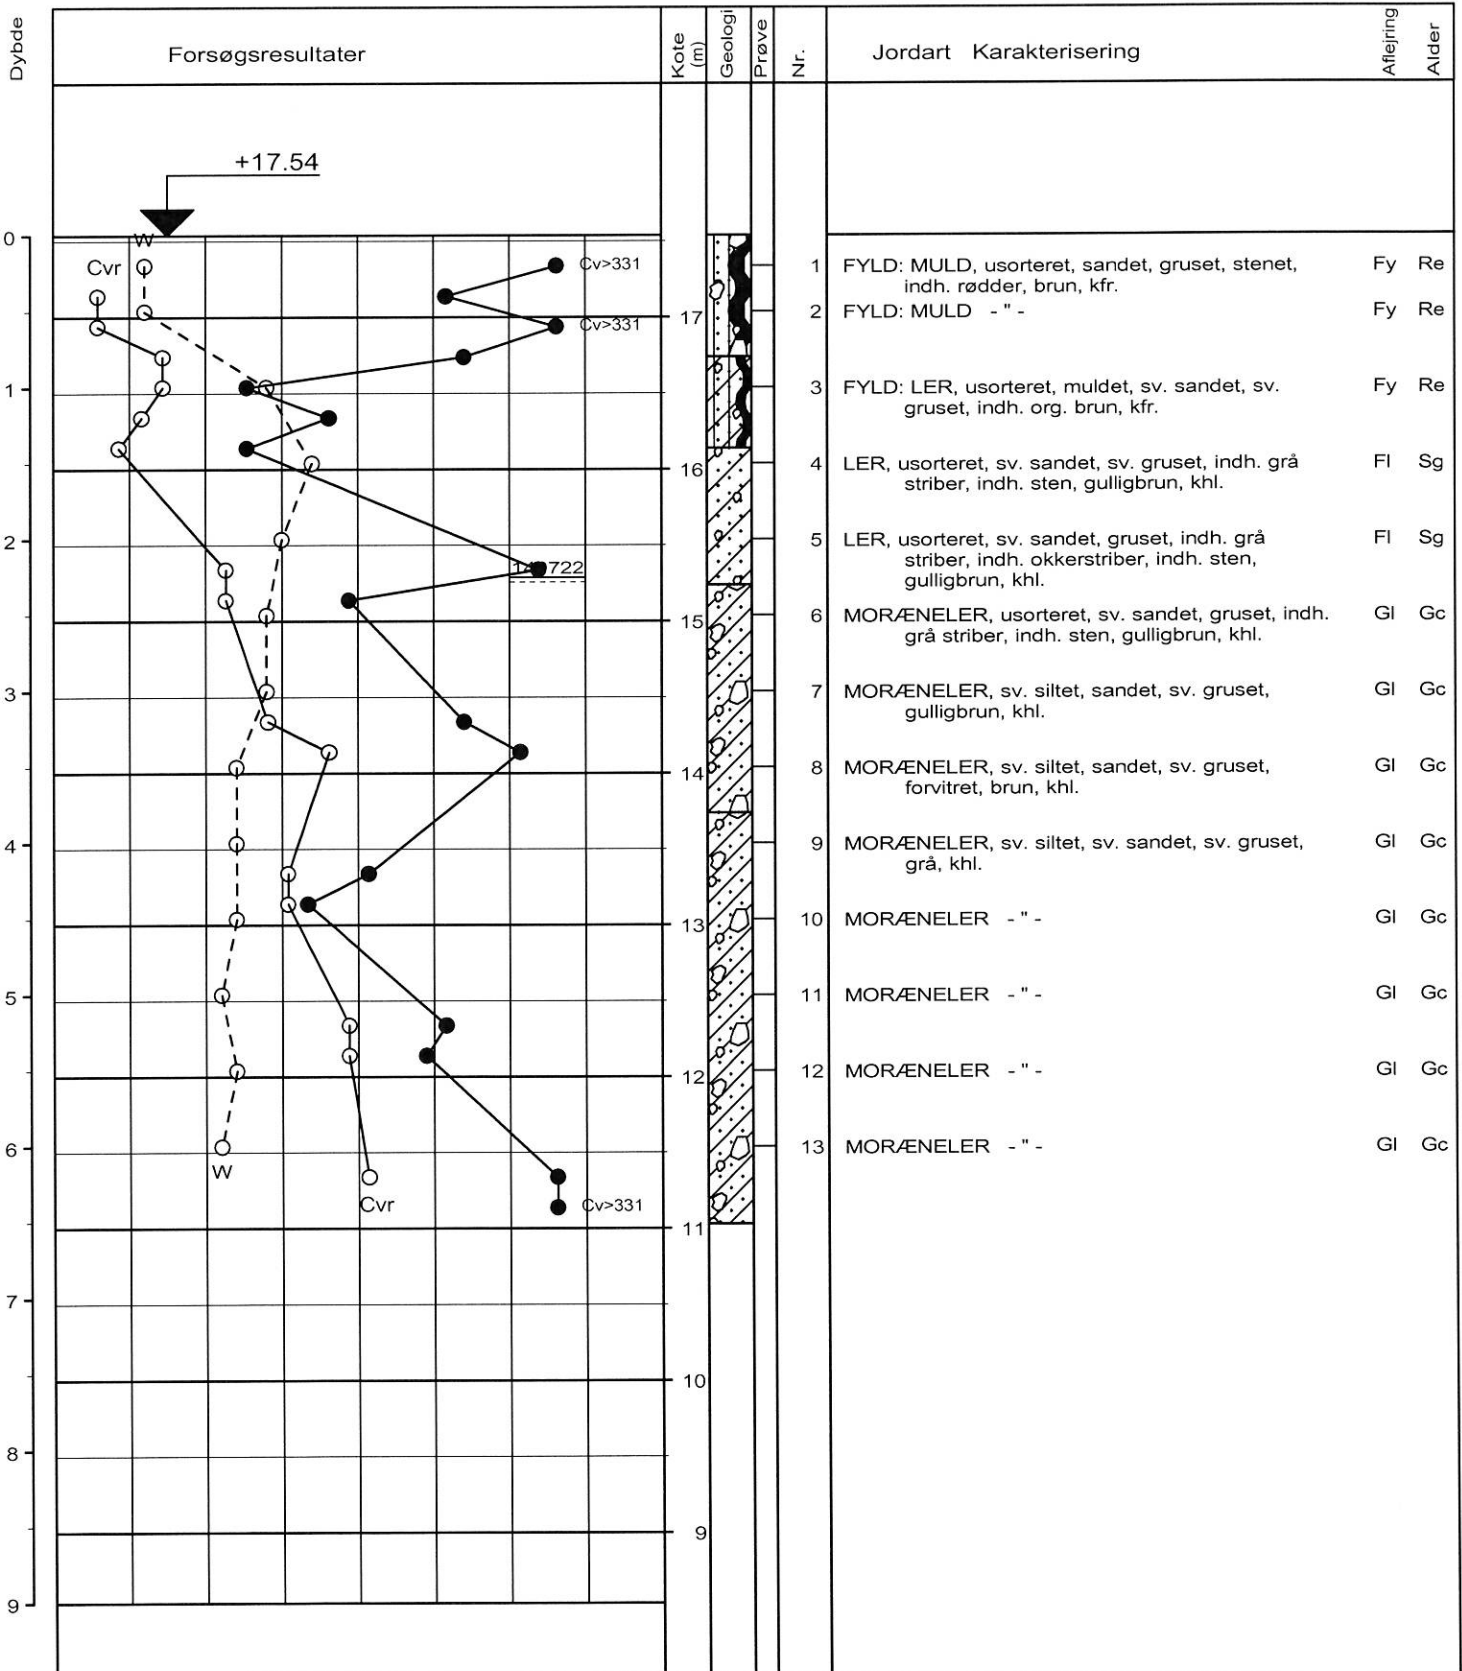 Dybde
Forsøgsresultater
Kote (m)
Geologi
Prøve
Nr.
Jordart Karakterisering
Aflejring
Alder
+17.54
0
W
Cvr
Cv>331
1 FYLD: MULD, usorteret, sandet, gruset, stenet, Fy Re
indh. rødder, brun, kfr.
17
Cv>331
2 FYLD: MULD - " - Fy Re
1
3 FYLD: LER, usorteret, muldet, sv. sandet, sv. Fy Re
gruset, indh. org. brun, kfr.
16
4 LER, usorteret, sv. sandet, sv. gruset, indh. grå Fl Sg
striber, indh. sten, gulligbrun, khl.
2
5 LER, usorteret, sv. sandet, gruset, indh. grå Fl Sg
striber, indh. okkerstriber, indh. sten,
gulligbrun, khl.
15
6 MORÆNELER, usorteret, sv. sandet, gruset, indh. Gl Gc
grå striber, indh. sten, gulligbrun, khl.
3
7 MORÆNELER, sv. siltet, sandet, sv. gruset, Gl Gc
gulligbrun, khl.
14
8 MORÆNELER, sv. siltet, sandet, sv. gruset, Gl Gc
forvitret, brun, khl.
4
9 MORÆNELER, sv. siltet, sv. sandet, sv. gruset, Gl Gc
grå, khl.
13
10 MORÆNELER - " - Gl Gc
5
11 MORÆNELER - " - Gl Gc
12
12 MORÆNELER - " - Gl Gc
6
13 MORÆNELER - " - Gl Gc
W
Cvr
Cv>331
11
7
10
8
9
9